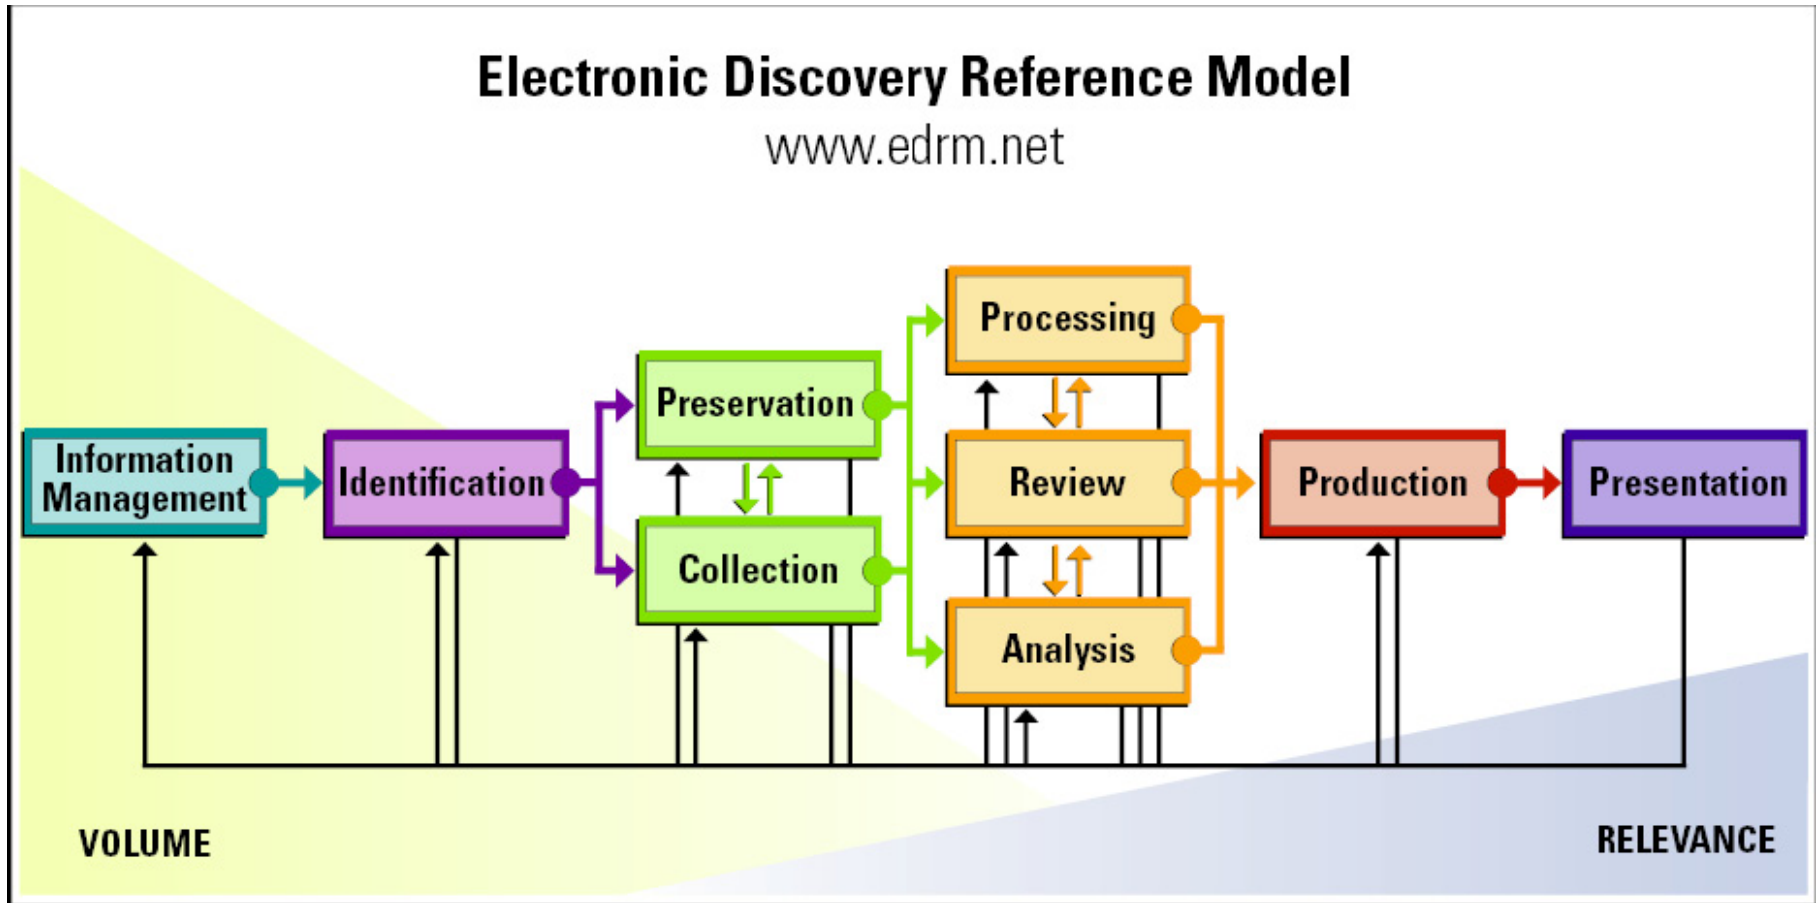 Electronic Discovery Reference Model
www.edrm.net
Information
Management
Identification
Preservation
Collection
Processing
Review
Analysis
Production
Presentation
VOLUME
RELEVANCE